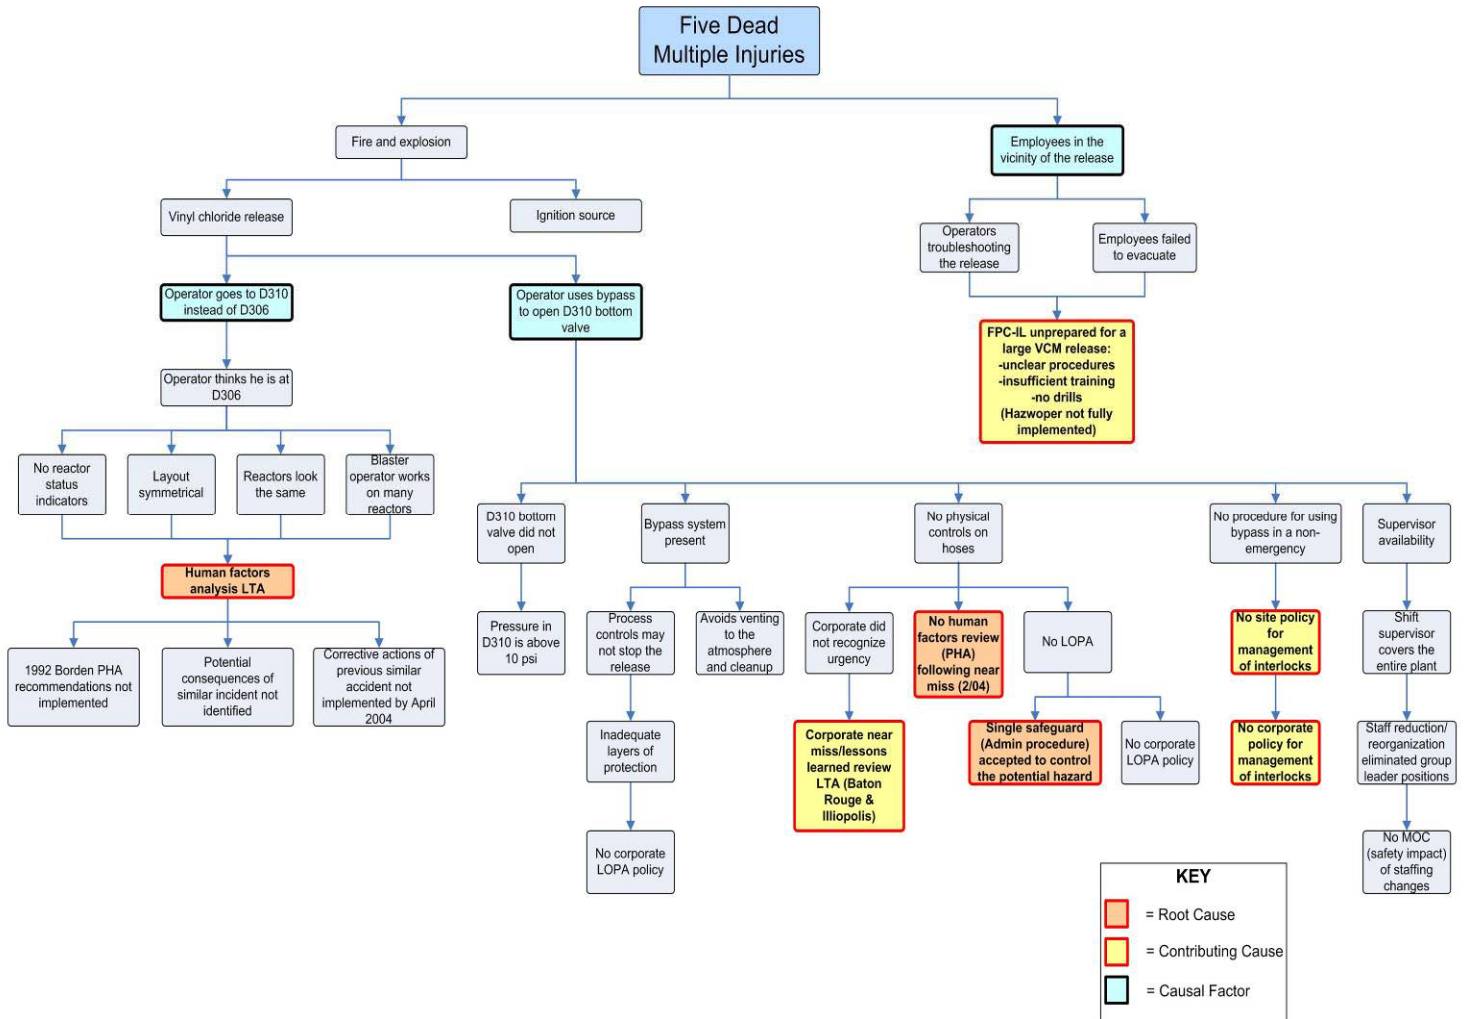 Five Dead
Multiple Injuries
Fire and explosion
Employees in the
vicinity of the release
Vinyl chloride release
Ignition source
Operators
troubleshooting
the release
Employees failed
to evacuate
Operator goes to D310
instead of D306
Operator uses bypass
to open D310 bottom
valve
FPC-IL unprepared for a
large VCM release:
-unclear procedures
-insufficient training
-no drills
(Hazwoper not fully
implemented)
Operator thinks he is at
D306
No reactor
status
indicators
Layout
symmetrical
Reactors look
the same
Blaster
operator works
on many
reactors
D310 bottom
valve did not
open
Bypass system
present
No physical
controls on
hoses
No procedure for using
bypass in a non-
emergency
Supervisor
availability
Human factors
analysis LTA
Pressure in
D310 is above
10 psi
Process
controls may
not stop the
release
Avoids venting
to the
atmosphere
and cleanup
Corporate did
not recognize
urgency
No human
factors review
(PHA)
following near
miss (2/04)
No LOPA
No site policy
for
management of
interlocks
Shift
supervisor
covers the
entire plant
1992 Borden PHA
recommendations not
implemented
Potential
consequences of
similar incident not
identified
Corrective actions of
previous similar
accident not
implemented by April
2004
Inadequate
layers of
protection
Corporate near
miss/lessons
learned review
LTA (Baton
Rouge &
Illiopolis)
Single safeguard
(Admin procedure)
accepted to control
the potential hazard
No corporate
LOPA policy
No corporate
policy for
management
of interlocks
Staff reduction/
reorganization
eliminated group
leader positions
No corporate
LOPA policy
No MOC
(safety impact)
of staffing
changes
KEY
= Root Cause
= Contributing Cause
= Causal Factor